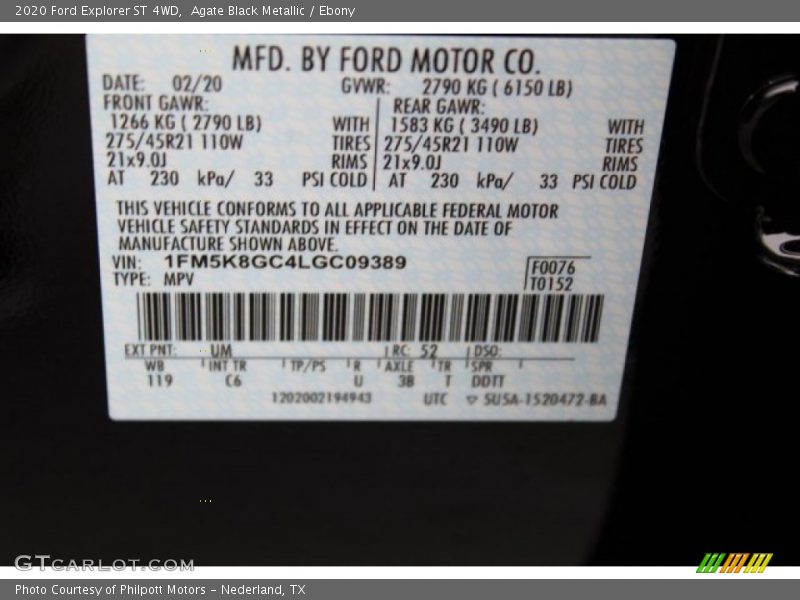 2020 Ford Explorer ST 4WD, Agate Black Metallic / Ebony
MFD. BY FORD MOTOR CO.
DATE: 02/20 GVWR: 2790 KG ( 6150 LB)
FRONT GAWR: REAR GAWR:
1266 KG ( 2790 LB) WITH 1583 KG ( 3490 LB) WITH
275/45R21 110W TIRES 275/45R21 110W TIRES
21x9.0J RIMS 21x9.0J RIMS
AT 230 kPa/ 33 PSI COLD AT 230 kPa/ 33 PSI COLD
THIS VEHICLE CONFORMS TO ALL APPLICABLE FEDERAL MOTOR
VEHICLE SAFETY STANDARDS IN EFFECT ON THE DATE OF
MANUFACTURE SHOWN ABOVE.
VIN: 1FM5K8GC4LGC09389 F0076
TYPE: MPV T0152
EXT PNT: UM RC: 52 DSO:
WB INT TR TP/PS R AXLE TR SPR
119 C6 U 3B T DDTT
1202002194943 UTC ▽ SU5A-1520472-BA
GTCARLOT.COM
Photo Courtesy of Philpott Motors - Nederland, TX